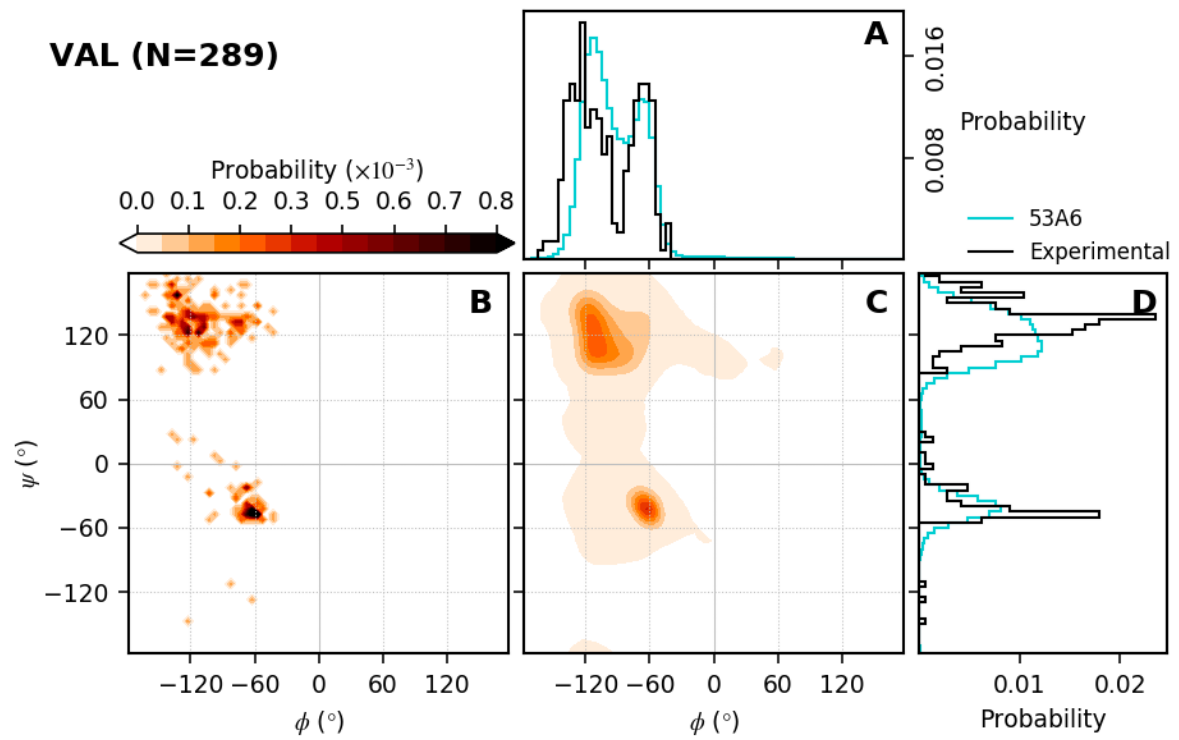 VAL (N=289)
A
0.016
0.008
Probability
Probability (×10⁻³)
0.0 0.1 0.2 0.3 0.4 0.5 0.6 0.7 0.8
53A6
Experimental
B
C
D
120
60
0
−60
−120
ψ (°)
−120 −60 0 60 120
−120 −60 0 60 120
0.01 0.02
ϕ (°)
ϕ (°)
Probability